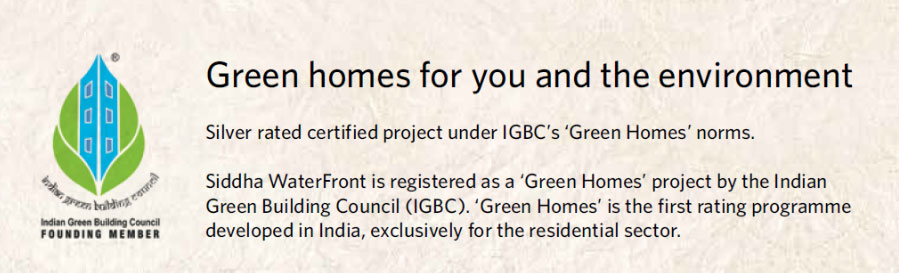 ®
Green homes for you and the environment
Silver rated certified project under IGBC's ‘Green Homes’ norms.
Siddha WaterFront is registered as a ‘Green Homes’ project by the Indian
Green Building Council (IGBC). ‘Green Homes’ is the first rating programme
developed in India, exclusively for the residential sector.
indian green building council
Indian Green Building Council
FOUNDING MEMBER